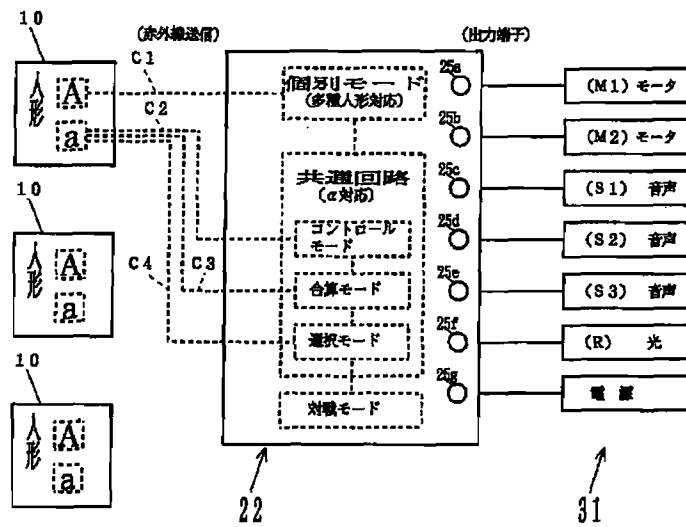 10
(赤外線送信)
(出力端子)
人形
A
a
C1
C2
C4
C3
個別モード
(多種人形対応)
共通回路
(α対応)
コントロール
モード
合算モード
選択モード
対戦モード
25a
25b
25c
25d
25e
25f
25g
(M1) モータ
(M2) モータ
(S1) 音声
(S2) 音声
(S3) 音声
(R) 光
電源
10
人形
A
a
10
人形
A
a
22
31